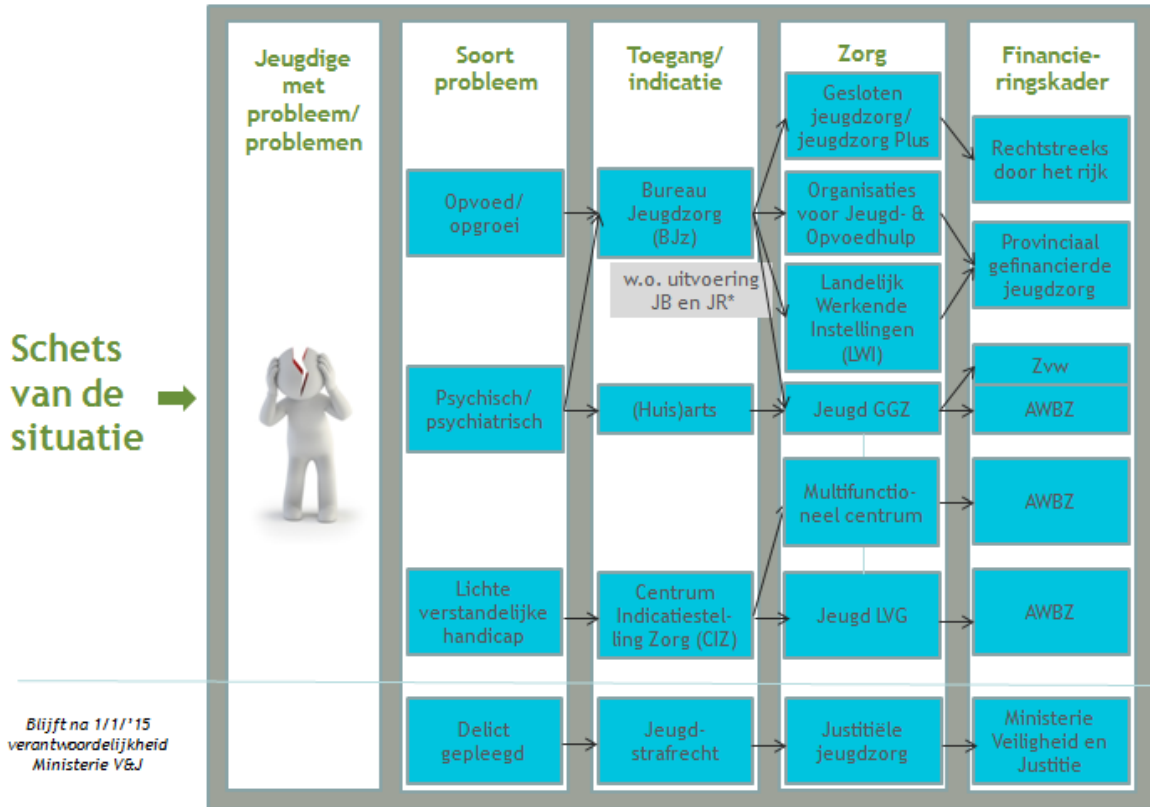 Schets
van de
situatie
Jeugdige
met
probleem/
problemen
Soort
probleem
Opvoed/
opgroei
Psychisch/
psychiatrisch
Lichte
verstandelijke
handicap
Toegang/
indicatie
Bureau
Jeugdzorg
(BJz)
w.o. uitvoering
JB en JR*
(Huis)arts
Centrum
Indicatiestel-
ling Zorg (CIZ)
Zorg
Gesloten
jeugdzorg/
jeugdzorg Plus
Organisaties
voor Jeugd- &
Opvoedhulp
Landelijk
Werkende
Instellingen
(LWI)
Jeugd GGZ
Multifunctio-
neel centrum
Jeugd LVG
Financie-
ringskader
Rechtstreeks
door het rijk
Provinciaal
gefinancierde
jeugdzorg
Zvw
AWBZ
AWBZ
AWBZ
Blijft na 1/1/'15
verantwoordelijkheid
Ministerie V&J
Delict
gepleegd
Jeugd-
strafrecht
Justitiële
jeugdzorg
Ministerie
Veiligheid en
Justitie